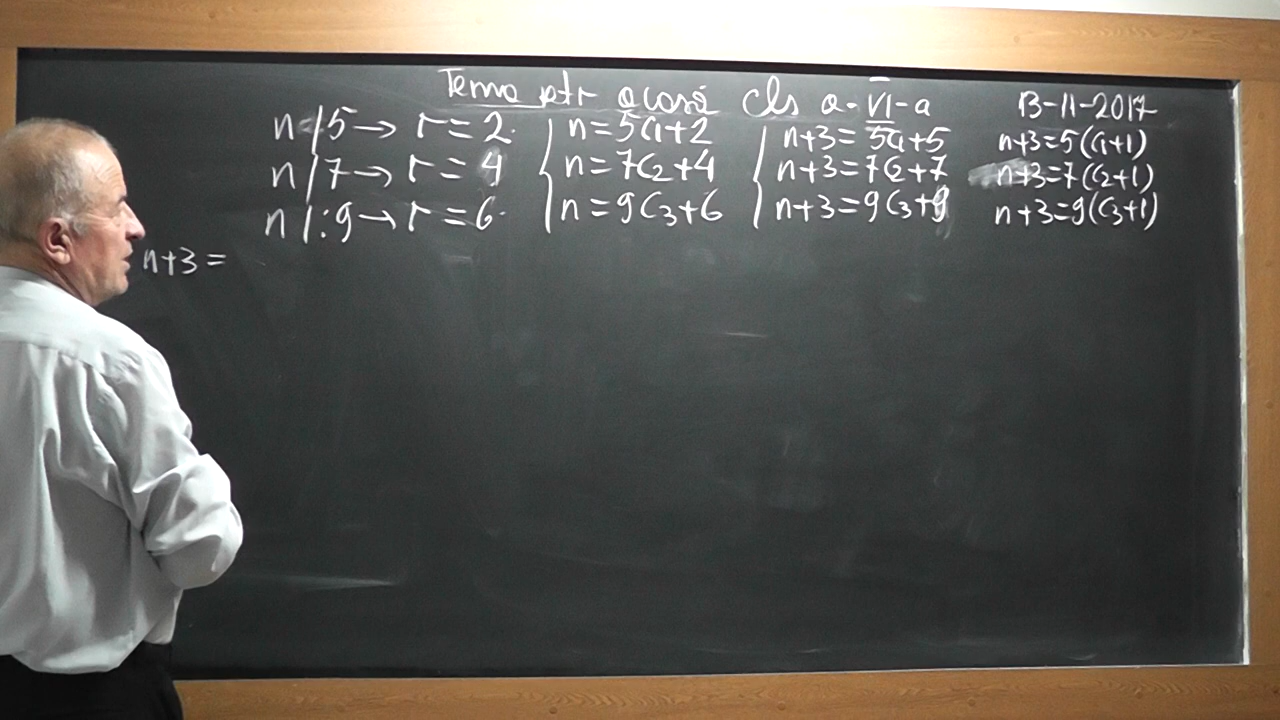 Tema ptr acasă cls a-VI-a 13-11-2017
n/5→ r=2. n=5C1+2 n+3=5C1+5 n+3=5(C1+1)
n/7→ r=4 n=7C2+4 n+3=7C2+7 n+3=7(C2+1)
n/:9→ r=6. n=9C3+6 n+3=9C3+9 n+3=9(C3+1)
n+3=